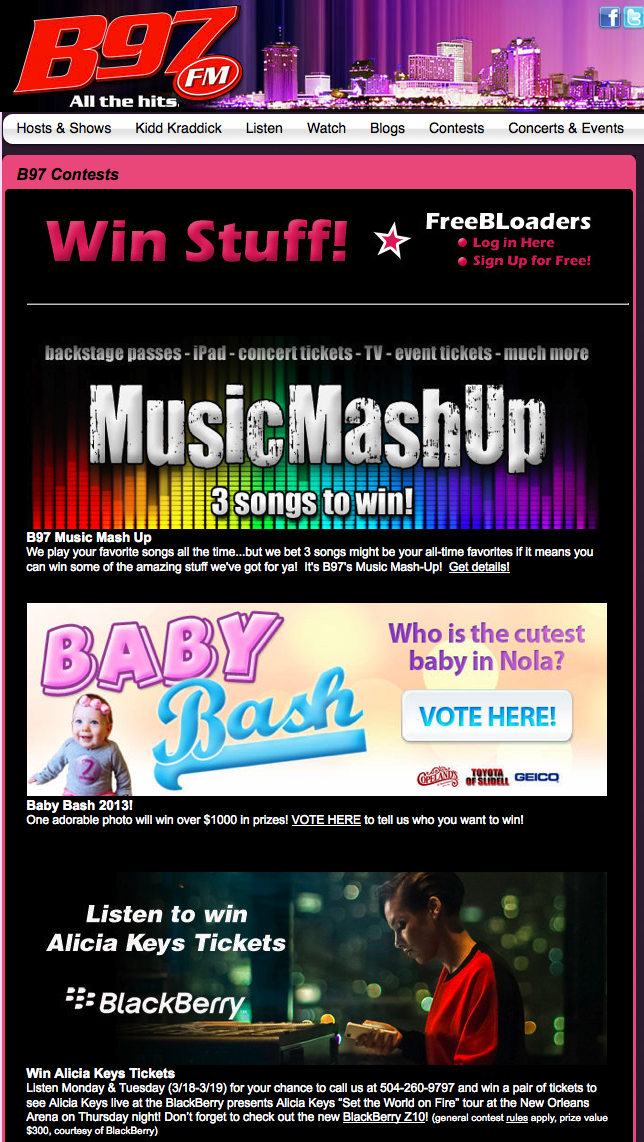 B97
FM
All the hits.
Hosts & Shows Kidd Kraddick Listen Watch Blogs Contests Concerts & Events
B97 Contests
Win Stuff!
FreeBLoaders
Log in Here
Sign Up for Free!
backstage passes - iPad - concert tickets - TV - event tickets - much more
MusicMashUp
3 songs to win!
B97 Music Mash Up
We play your favorite songs all the time...but we bet 3 songs might be your all-time favorites if it means you
can win some of the amazing stuff we've got for ya! It's B97's Music Mash-Up! Get details!
BABY
Bash
Who is the cutest
baby in Nola?
VOTE HERE!
COPELAND'S TOYOTA OF SLIDELL GEICO
Baby Bash 2013!
One adorable photo will win over $1000 in prizes! VOTE HERE to tell us who you want to win!
Listen to win
Alicia Keys Tickets
BlackBerry
Win Alicia Keys Tickets
Listen Monday & Tuesday (3/18-3/19) for your chance to call us at 504-260-9797 and win a pair of tickets to
see Alicia Keys live at the BlackBerry presents Alicia Keys “Set the World on Fire” tour at the New Orleans
Arena on Thursday night! Don’t forget to check out the new BlackBerry Z10! (general contest rules apply, prize value
$300, courtesy of BlackBerry)